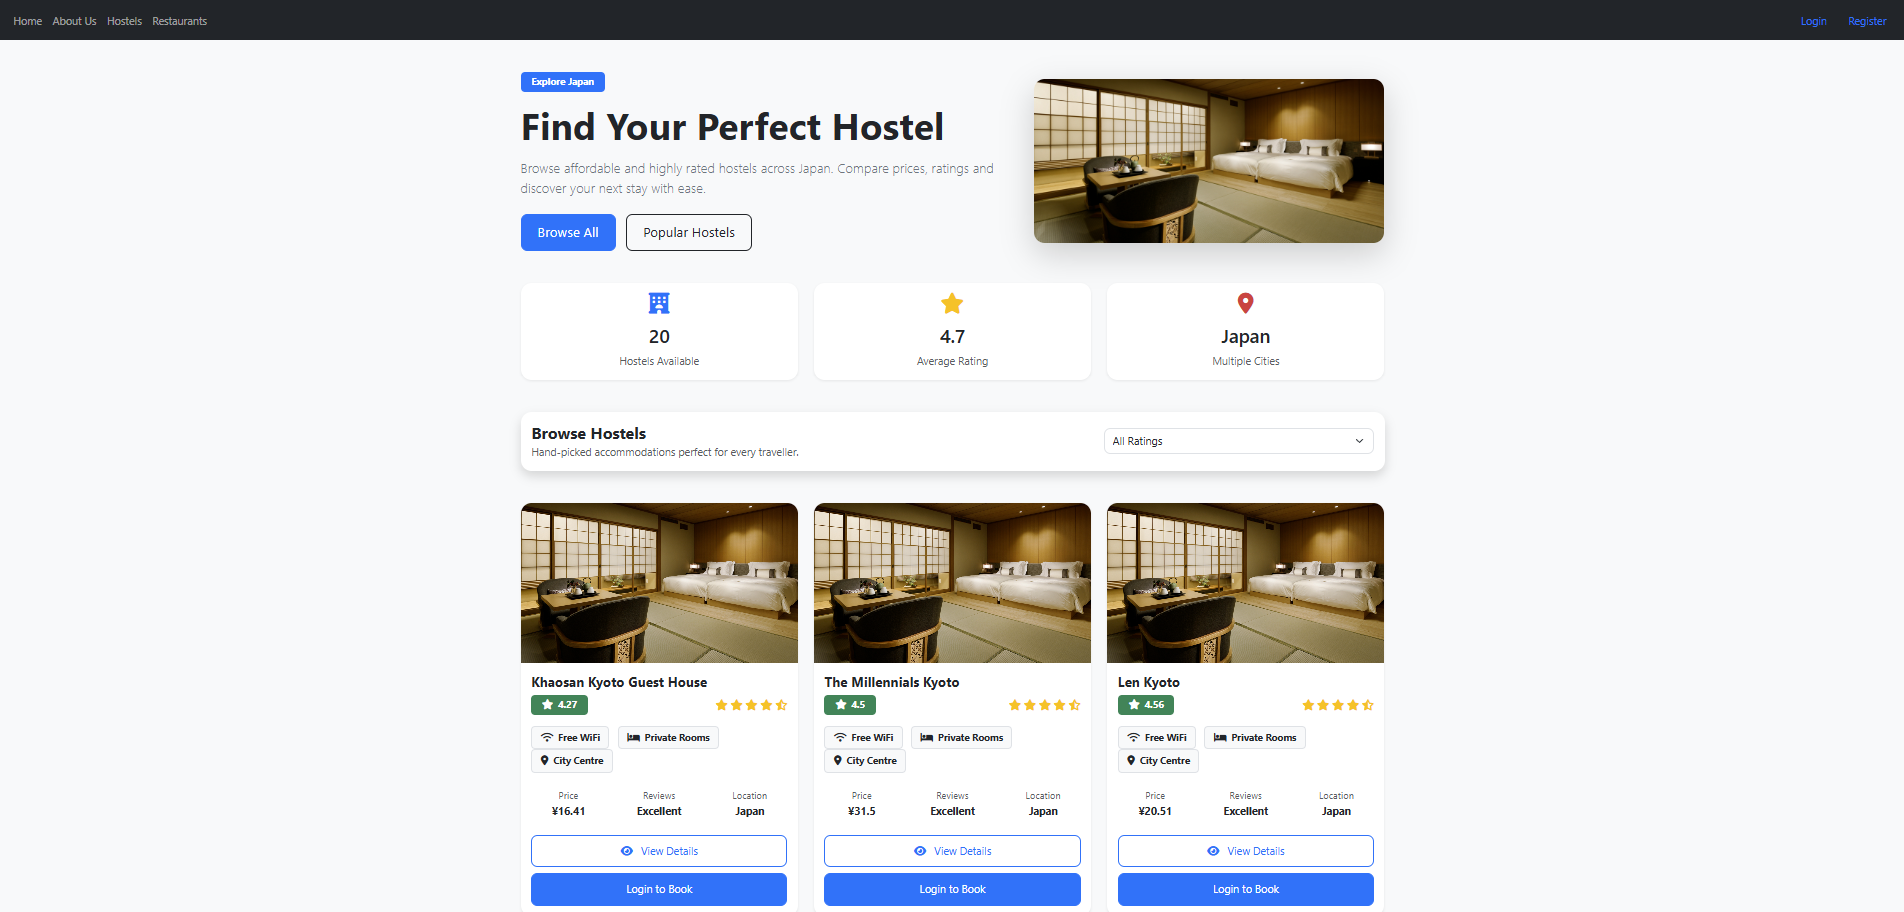 Home About Us Hostels Restaurants Login Register
Explore Japan
Find Your Perfect Hostel
Browse affordable and highly rated hostels across Japan. Compare prices, ratings and
discover your next stay with ease.
Browse All Popular Hostels
20 4.7 Japan
Hostels Available Average Rating Multiple Cities
Browse Hostels
Hand-picked accommodations perfect for every traveller.
All Ratings
Khaosan Kyoto Guest House
4.27
Free WiFi Private Rooms
City Centre
Price Reviews Location
¥16.41 Excellent Japan
View Details
Login to Book
The Millennials Kyoto
4.5
Free WiFi Private Rooms
City Centre
Price Reviews Location
¥31.5 Excellent Japan
View Details
Login to Book
Len Kyoto
4.56
Free WiFi Private Rooms
City Centre
Price Reviews Location
¥20.51 Excellent Japan
View Details
Login to Book